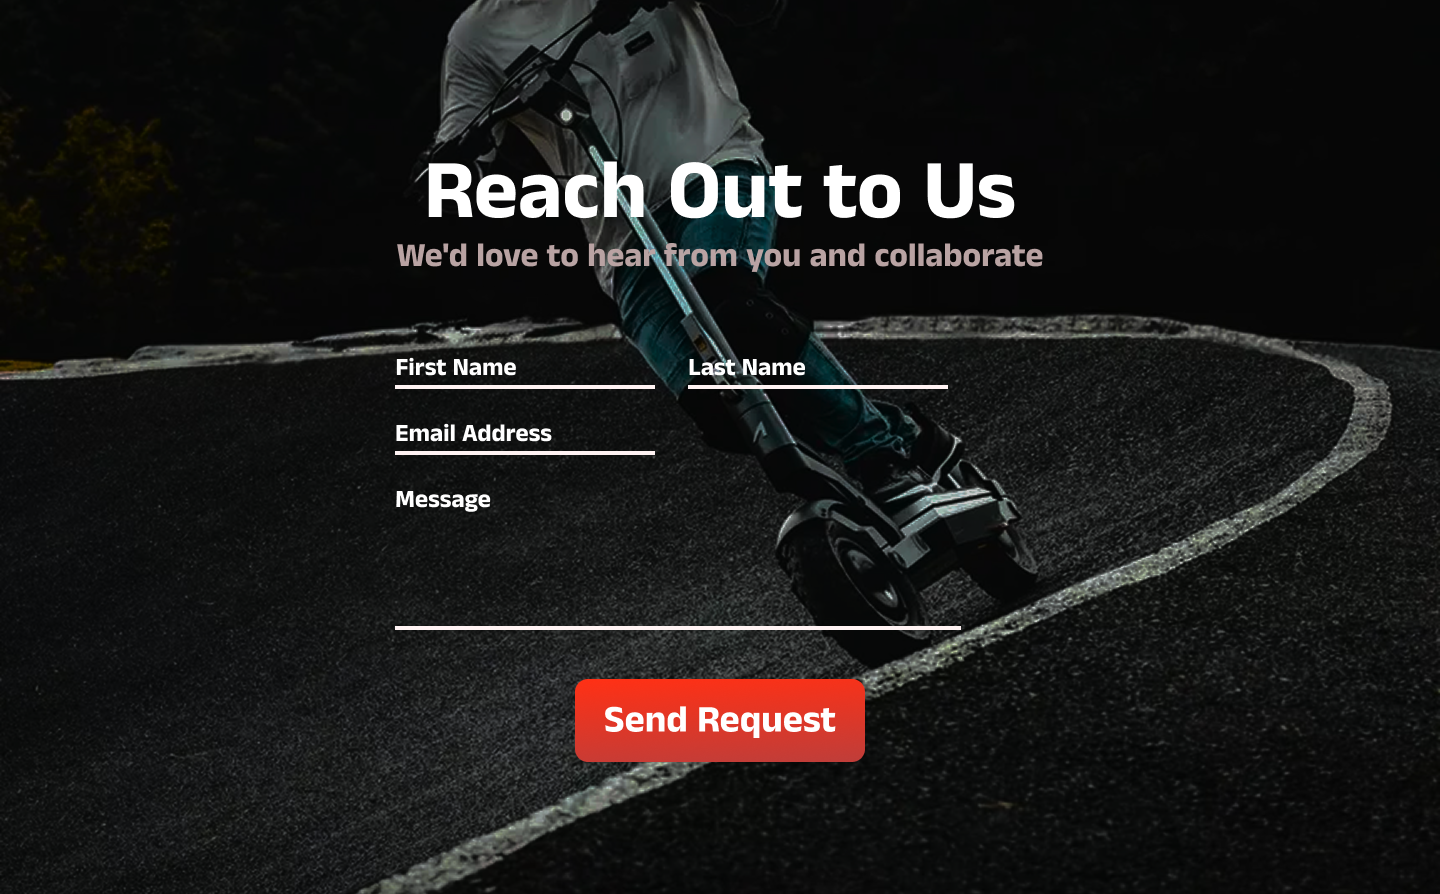 Reach Out to Us
We'd love to hear from you and collaborate
First Name Last Name
Email Address
Message
Send Request